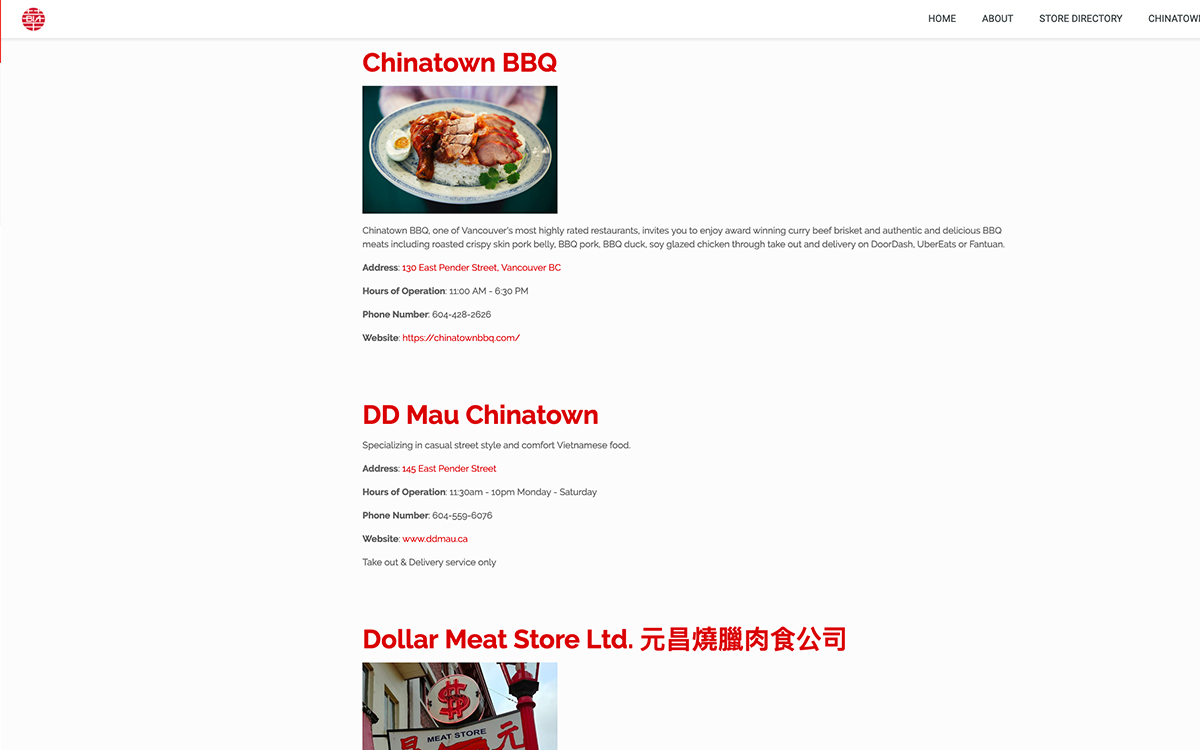 BIA
HOME ABOUT STORE DIRECTORY CHINATOW
Chinatown BBQ
Chinatown BBQ, one of Vancouver's most highly rated restaurants, invites you to enjoy award winning curry beef brisket and authentic and delicious BBQ
meats including roasted crispy skin pork belly, BBQ pork, BBQ duck, soy glazed chicken through take out and delivery on DoorDash, UberEats or Fantuan.
Address: 130 East Pender Street, Vancouver BC
Hours of Operation: 11:00 AM - 6:30 PM
Phone Number: 604-428-2626
Website: https://chinatownbbq.com/
DD Mau Chinatown
Specializing in casual street style and comfort Vietnamese food.
Address: 145 East Pender Street
Hours of Operation: 11:30am - 10pm Monday - Saturday
Phone Number: 604-559-6076
Website: www.ddmau.ca
Take out & Delivery service only
Dollar Meat Store Ltd. 元昌燒臘肉食公司
$
MEAT STORE
昌 元